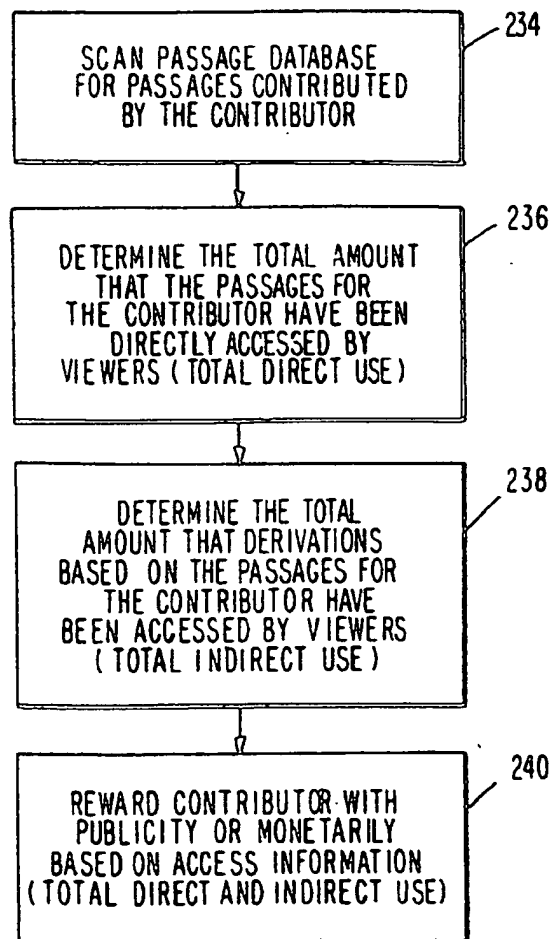 234
SCAN PASSAGE DATABASE
FOR PASSAGES CONTRIBUTED
BY THE CONTRIBUTOR
236
DETERMINE THE TOTAL AMOUNT
THAT THE PASSAGES FOR
THE CONTRIBUTOR HAVE BEEN
DIRECTLY ACCESSED BY
VIEWERS (TOTAL DIRECT USE)
238
DETERMINE THE TOTAL
AMOUNT THAT DERIVATIONS
BASED ON THE PASSAGES FOR
THE CONTRIBUTOR HAVE
BEEN ACCESSED BY VIEWERS
(TOTAL INDIRECT USE)
240
REWARD CONTRIBUTOR WITH
PUBLICITY OR MONETARILY
BASED ON ACCESS INFORMATION
(TOTAL DIRECT AND INDIRECT USE)